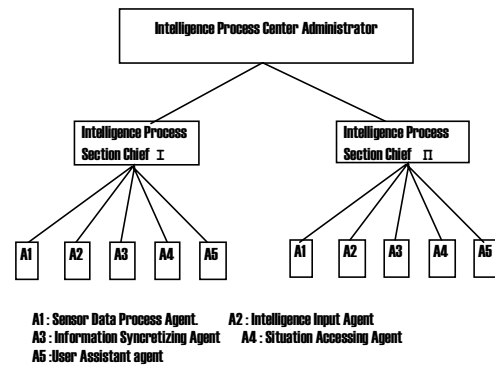 Intelligence Process Center Administrator
Intelligence Process
Section Chief I
Intelligence Process
Section Chief Π
A1 A2 A3 A4 A5
A1 A2 A3 A4 A5
A1 : Sensor Data Process Agent. A2 : Intelligence Input Agent
A3 : Information Syncretizing Agent A4 : Situation Accessing Agent
A5 :User Assistant agent